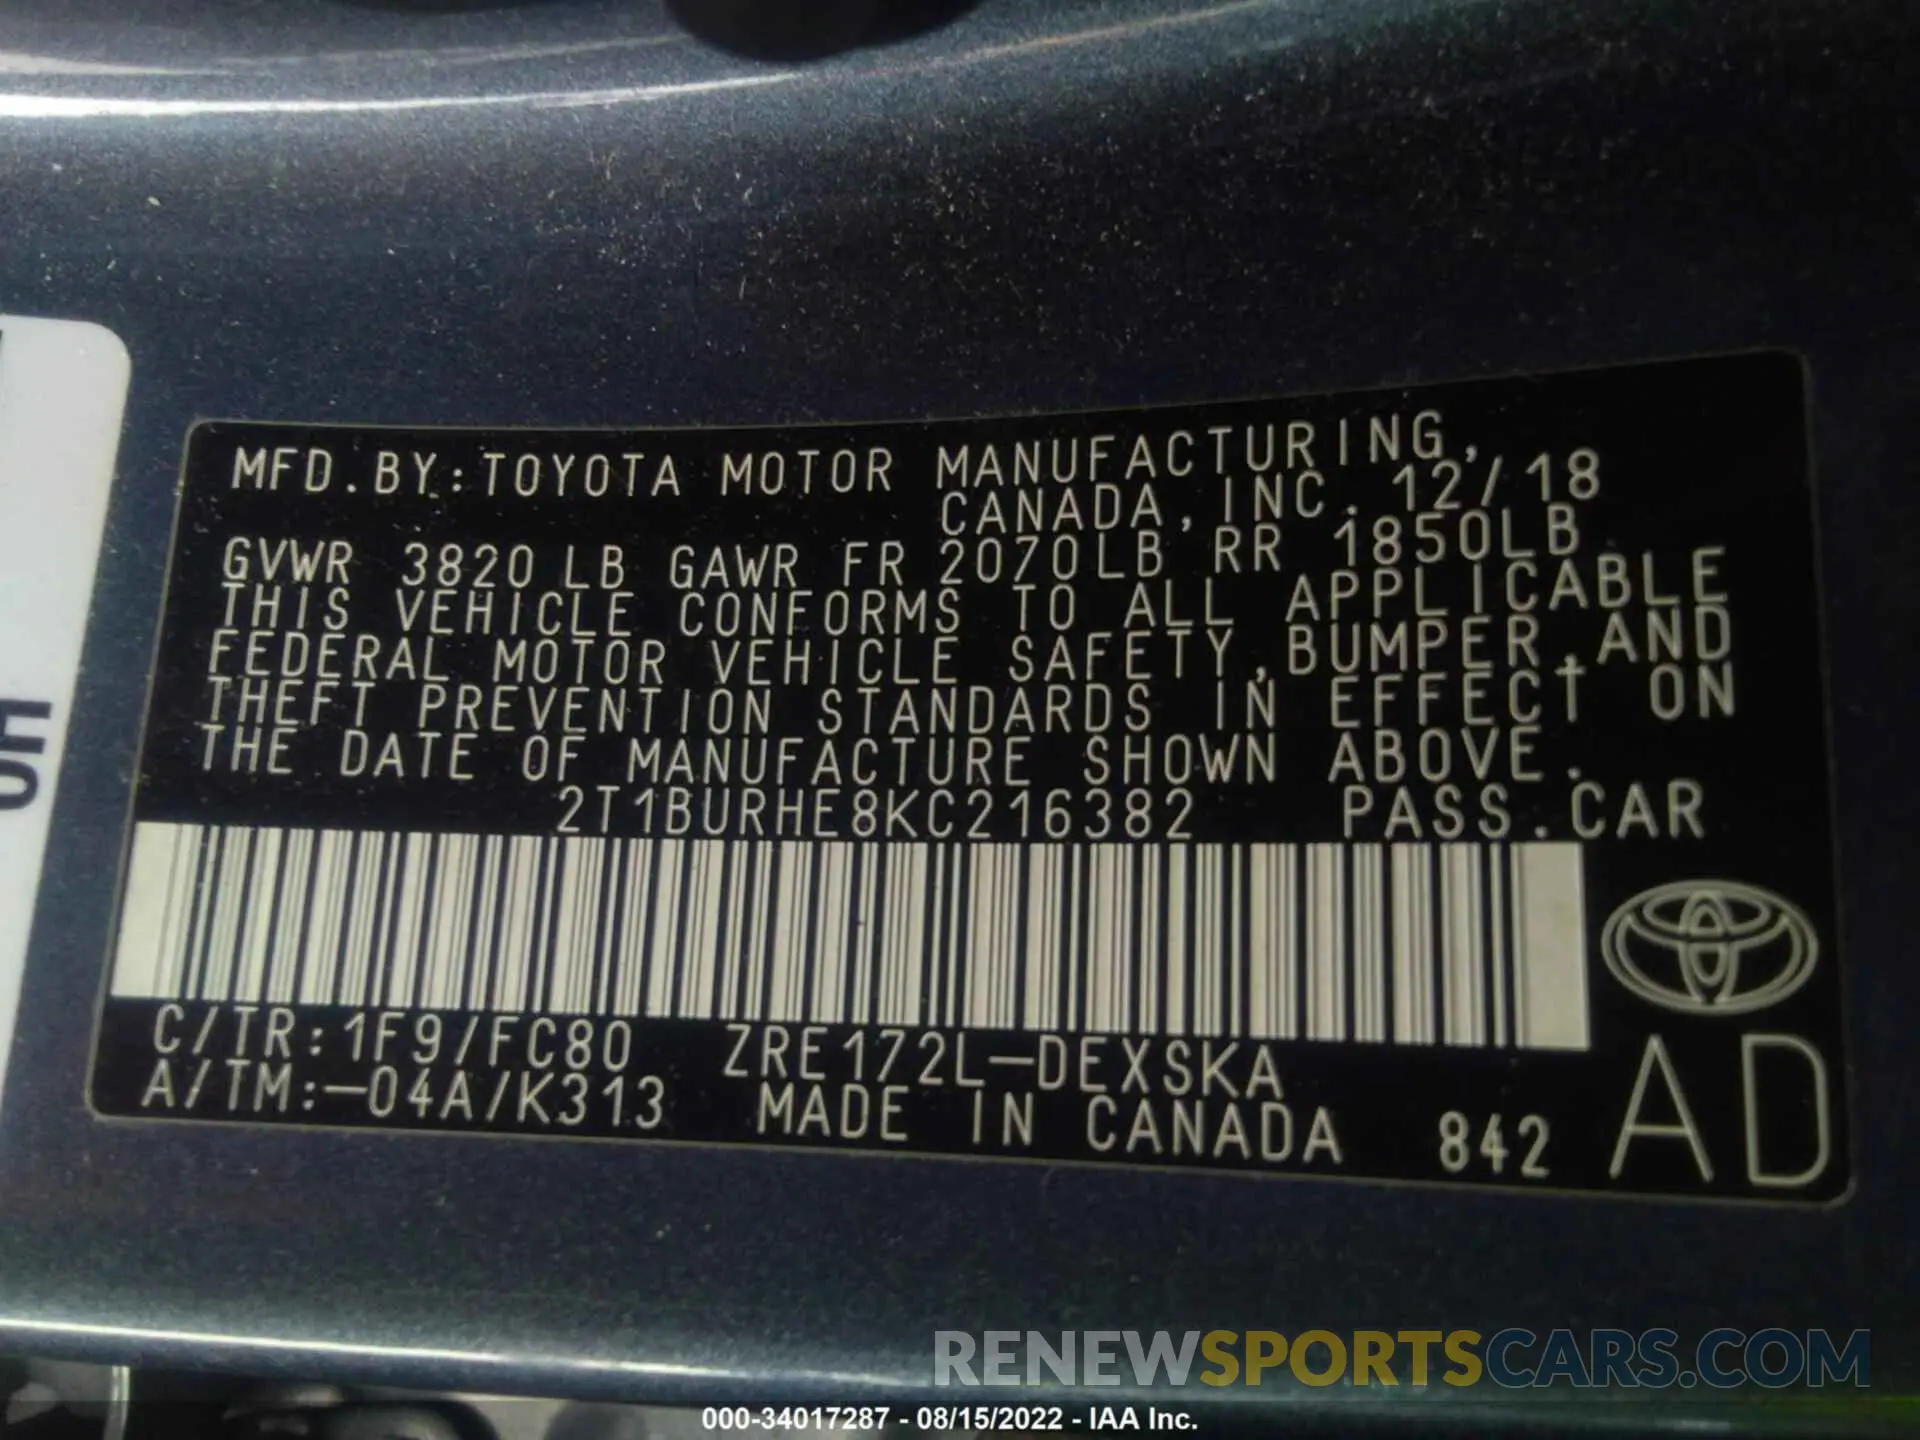 MFD.BY:TOYOTA MOTOR MANUFACTURING,
CANADA,INC. 12/18
GVWR 3820LB GAWR FR 2070LB RR 1850LB
THIS VEHICLE CONFORMS TO ALL APPLICABLE
FEDERAL MOTOR VEHICLE SAFETY,BUMPER,AND
THEFT PREVENTION STANDARDS IN EFFECT ON
THE DATE OF MANUFACTURE SHOWN ABOVE.
2T1BURHE8KC216382 PASS.CAR
C/TR:1F9/FC80 ZRE172L-DEXSKA
A/TM:-04A/K313 MADE IN CANADA 842 AD
RENEWSPORTSCARS.COM
000-34017287 - 08/15/2022 - IAA Inc.